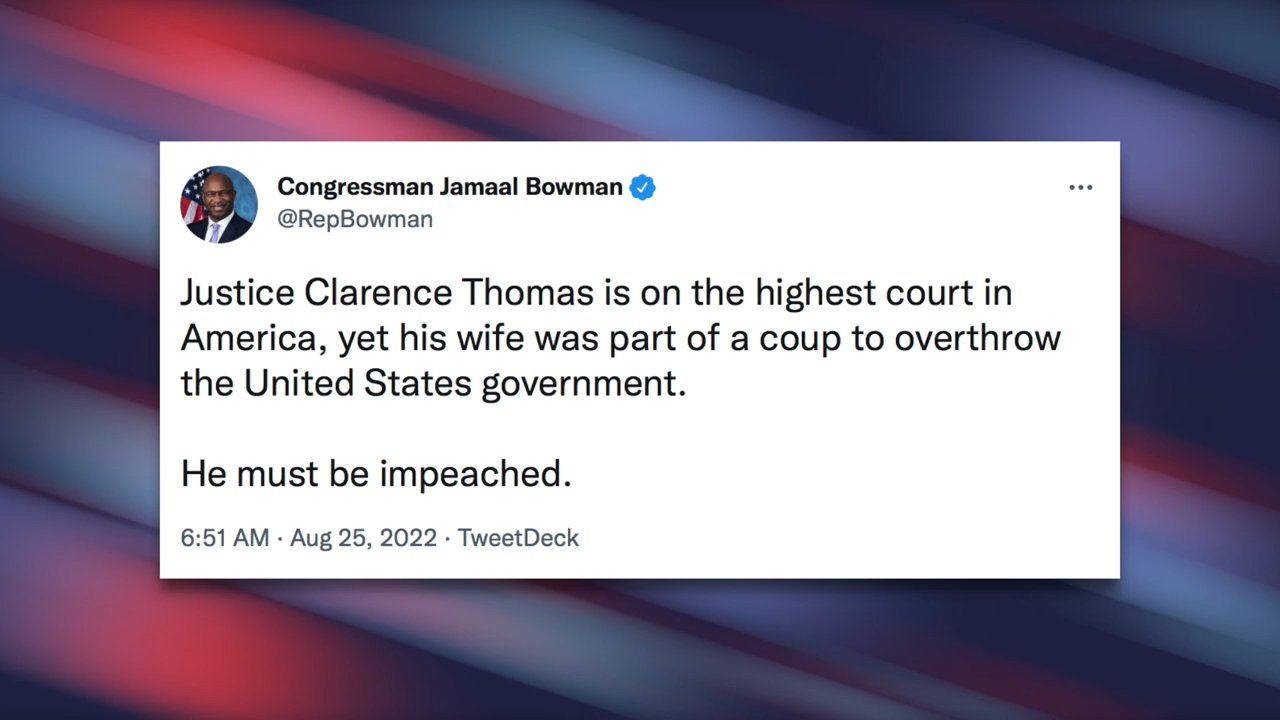 Congressman Jamaal Bowman
@RepBowman
Justice Clarence Thomas is on the highest court in
America, yet his wife was part of a coup to overthrow
the United States government.
He must be impeached.
6:51 AM · Aug 25, 2022 · TweetDeck